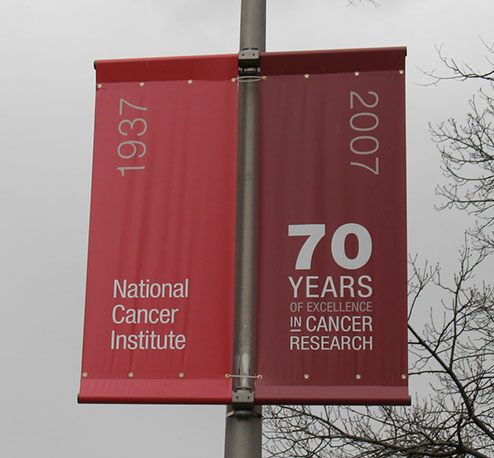 1937
National
Cancer
Institute
2007
70
YEARS
OF EXCELLENCE
IN CANCER
RESEARCH